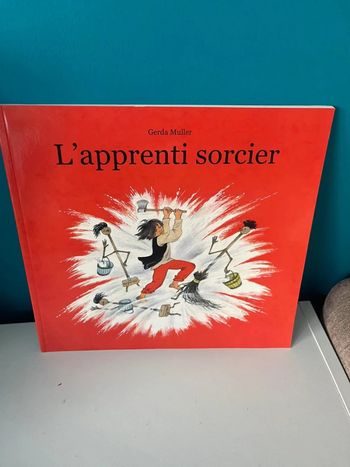 Gerda Muller
L'apprenti sorcier